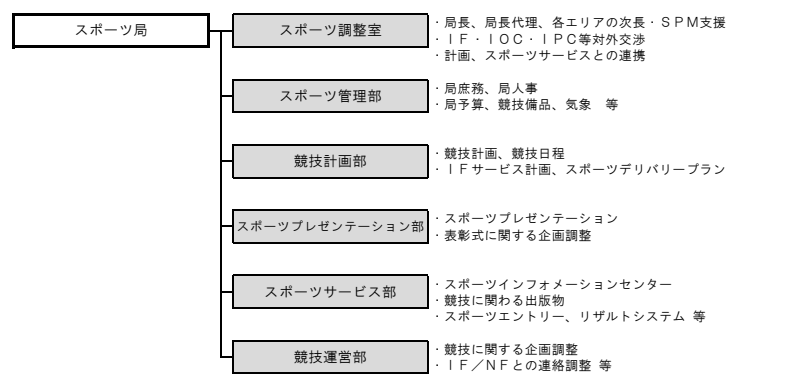 スポーツ局
スポーツ調整室
・局長、局長代理、各エリアの次長・ＳＰＭ支援
・ＩＦ・ＩＯＣ・ＩＰＣ等対外交渉
・計画、スポーツサービスとの連携
スポーツ管理部
・局庶務、局人事
・局予算、競技備品、気象　等
競技計画部
・競技計画、競技日程
・ＩＦサービス計画、スポーツデリバリープラン
スポーツプレゼンテーション部
・スポーツプレゼンテーション
・表彰式に関する企画調整
スポーツサービス部
・スポーツインフォメーションセンター
・競技に関わる出版物
・スポーツエントリー、リザルトシステム 等
競技運営部
・競技に関する企画調整
・ＩＦ／ＮＦとの連絡調整 等